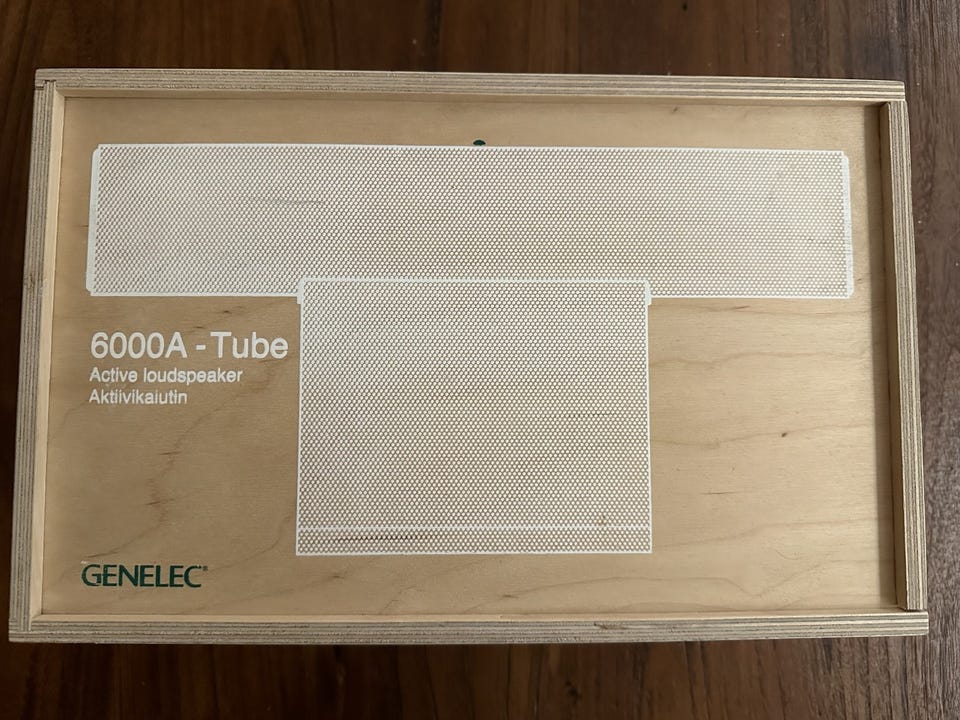 6000A - Tube
Active loudspeaker
Aktiivikaiutin
GENELEC®